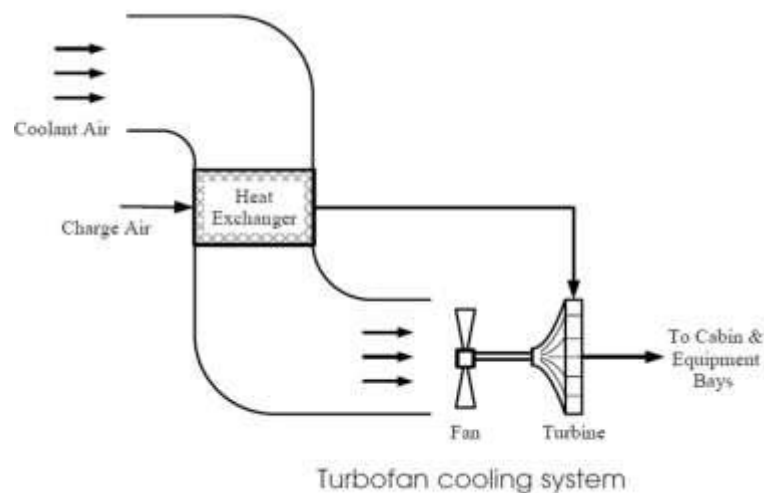 Coolant Air
Heat
Exchanger
Charge Air
To Cabin &
Equipment
Bays
Fan
Turbine
Turbofan cooling system